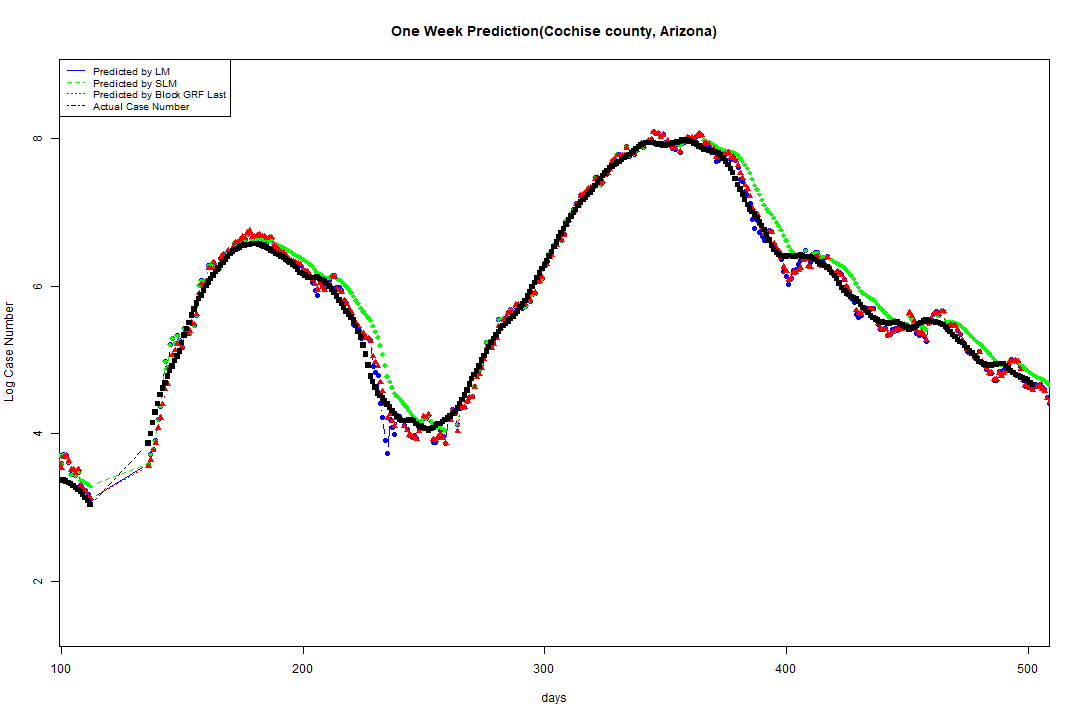 One Week Prediction(Cochise county, Arizona)
Predicted by LM
Predicted by SLM
Predicted by Block GRF Last
Actual Case Number
Log Case Number
8
6
4
2
100 200 300 400 500
days